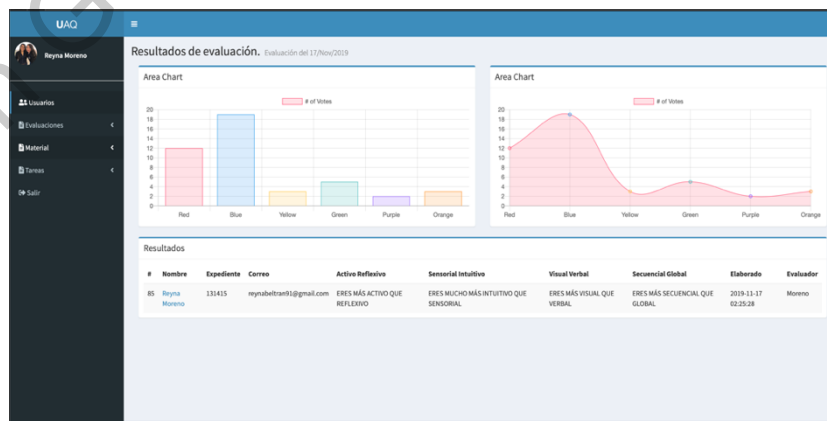 UAQ
Reyna Moreno
Usuarios
Evaluaciones
Material
Tareas
Salir
Resultados de evaluación. Evaluación del 17/Nov/2019
Area Chart
# of Votes
20
18
16
14
12
10
8
6
4
2
0
Red Blue Yellow Green Purple Orange
Area Chart
# of Votes
20
18
16
14
12
10
8
6
4
2
0
Red Blue Yellow Green Purple Orange
Resultados
# Nombre Expediente Correo Activo Reflexivo Sensorial Intuitivo Visual Verbal Secuencial Global Elaborado Evaluador
85 Reyna 131415 reynabeltran91@gmail.com ERES MÁS ACTIVO QUE ERES MUCHO MÁS INTUITIVO QUE ERES MÁS VISUAL QUE ERES MÁS SECUENCIAL QUE 2019-11-17 Moreno
Moreno REFLEXIVO SENSORIAL VERBAL GLOBAL 02:25:28